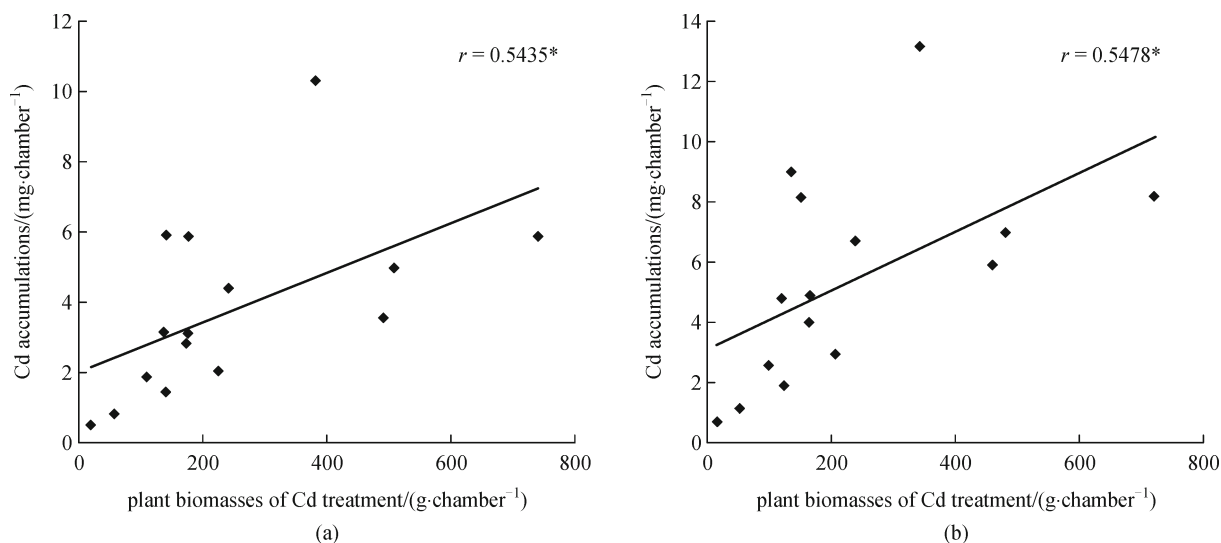 12
10
8
6
4
2
0
Cd accumulations/(mg·chamber⁻¹)
r = 0.5435*
0 200 400 600 800
plant biomasses of Cd treatment/(g·chamber⁻¹)
(a)
14
12
10
8
6
4
2
0
Cd accumulations/(mg·chamber⁻¹)
r = 0.5478*
0 200 400 600 800
plant biomasses of Cd treatment/(g·chamber⁻¹)
(b)